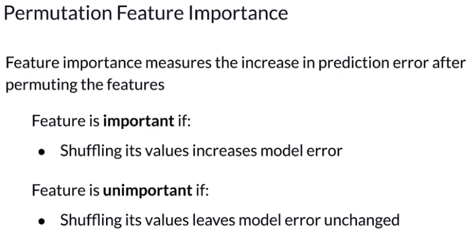 Permutation Feature Importance
Feature importance measures the increase in prediction error after
permuting the features
Feature is important if:
• Shuffling its values increases model error
Feature is unimportant if:
• Shuffling its values leaves model error unchanged